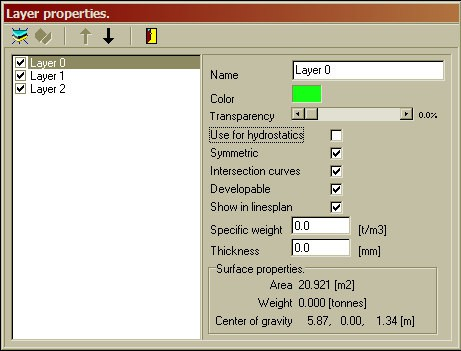 Layer properties.
Layer 0
Layer 1
Layer 2
Name Layer 0
Color
Transparency 0.0%
Use for hydrostatics
Symmetric
Intersection curves
Developable
Show in linesplan
Specific weight 0.0 [t/m3]
Thickness 0.0 [mm]
Surface properties.
Area 20.921 [m2]
Weight 0.000 [tonnes]
Center of gravity 5.87, 0.00, 1.34 [m]